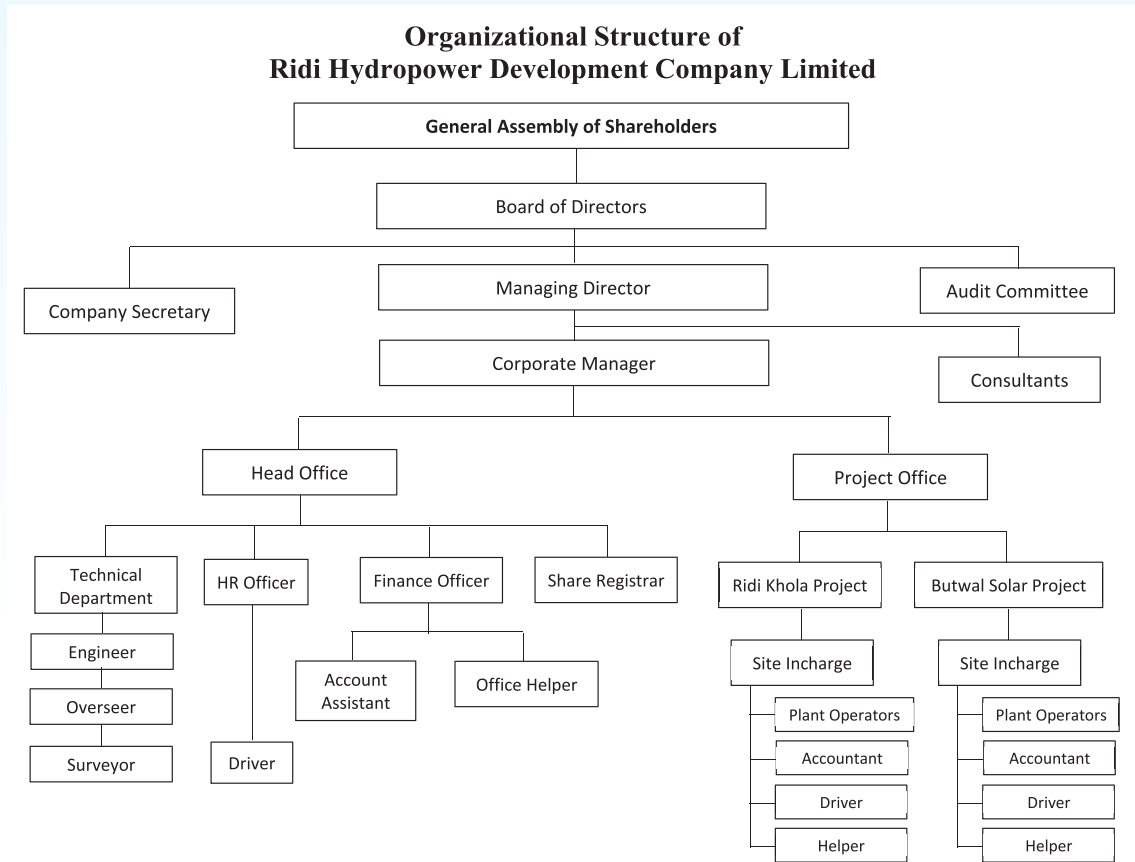 Organizational Structure of
Ridi Hydropower Development Company Limited
General Assembly of Shareholders
Board of Directors
Managing Director
Audit Committee
Company Secretary
Corporate Manager
Consultants
Head Office
Project Office
Technical
Department
HR Officer
Finance Officer
Share Registrar
Ridi Khola Project
Butwal Solar Project
Engineer
Account
Assistant
Office Helper
Site Incharge
Site Incharge
Overseer
Plant Operators
Plant Operators
Surveyor
Driver
Accountant
Accountant
Driver
Driver
Helper
Helper